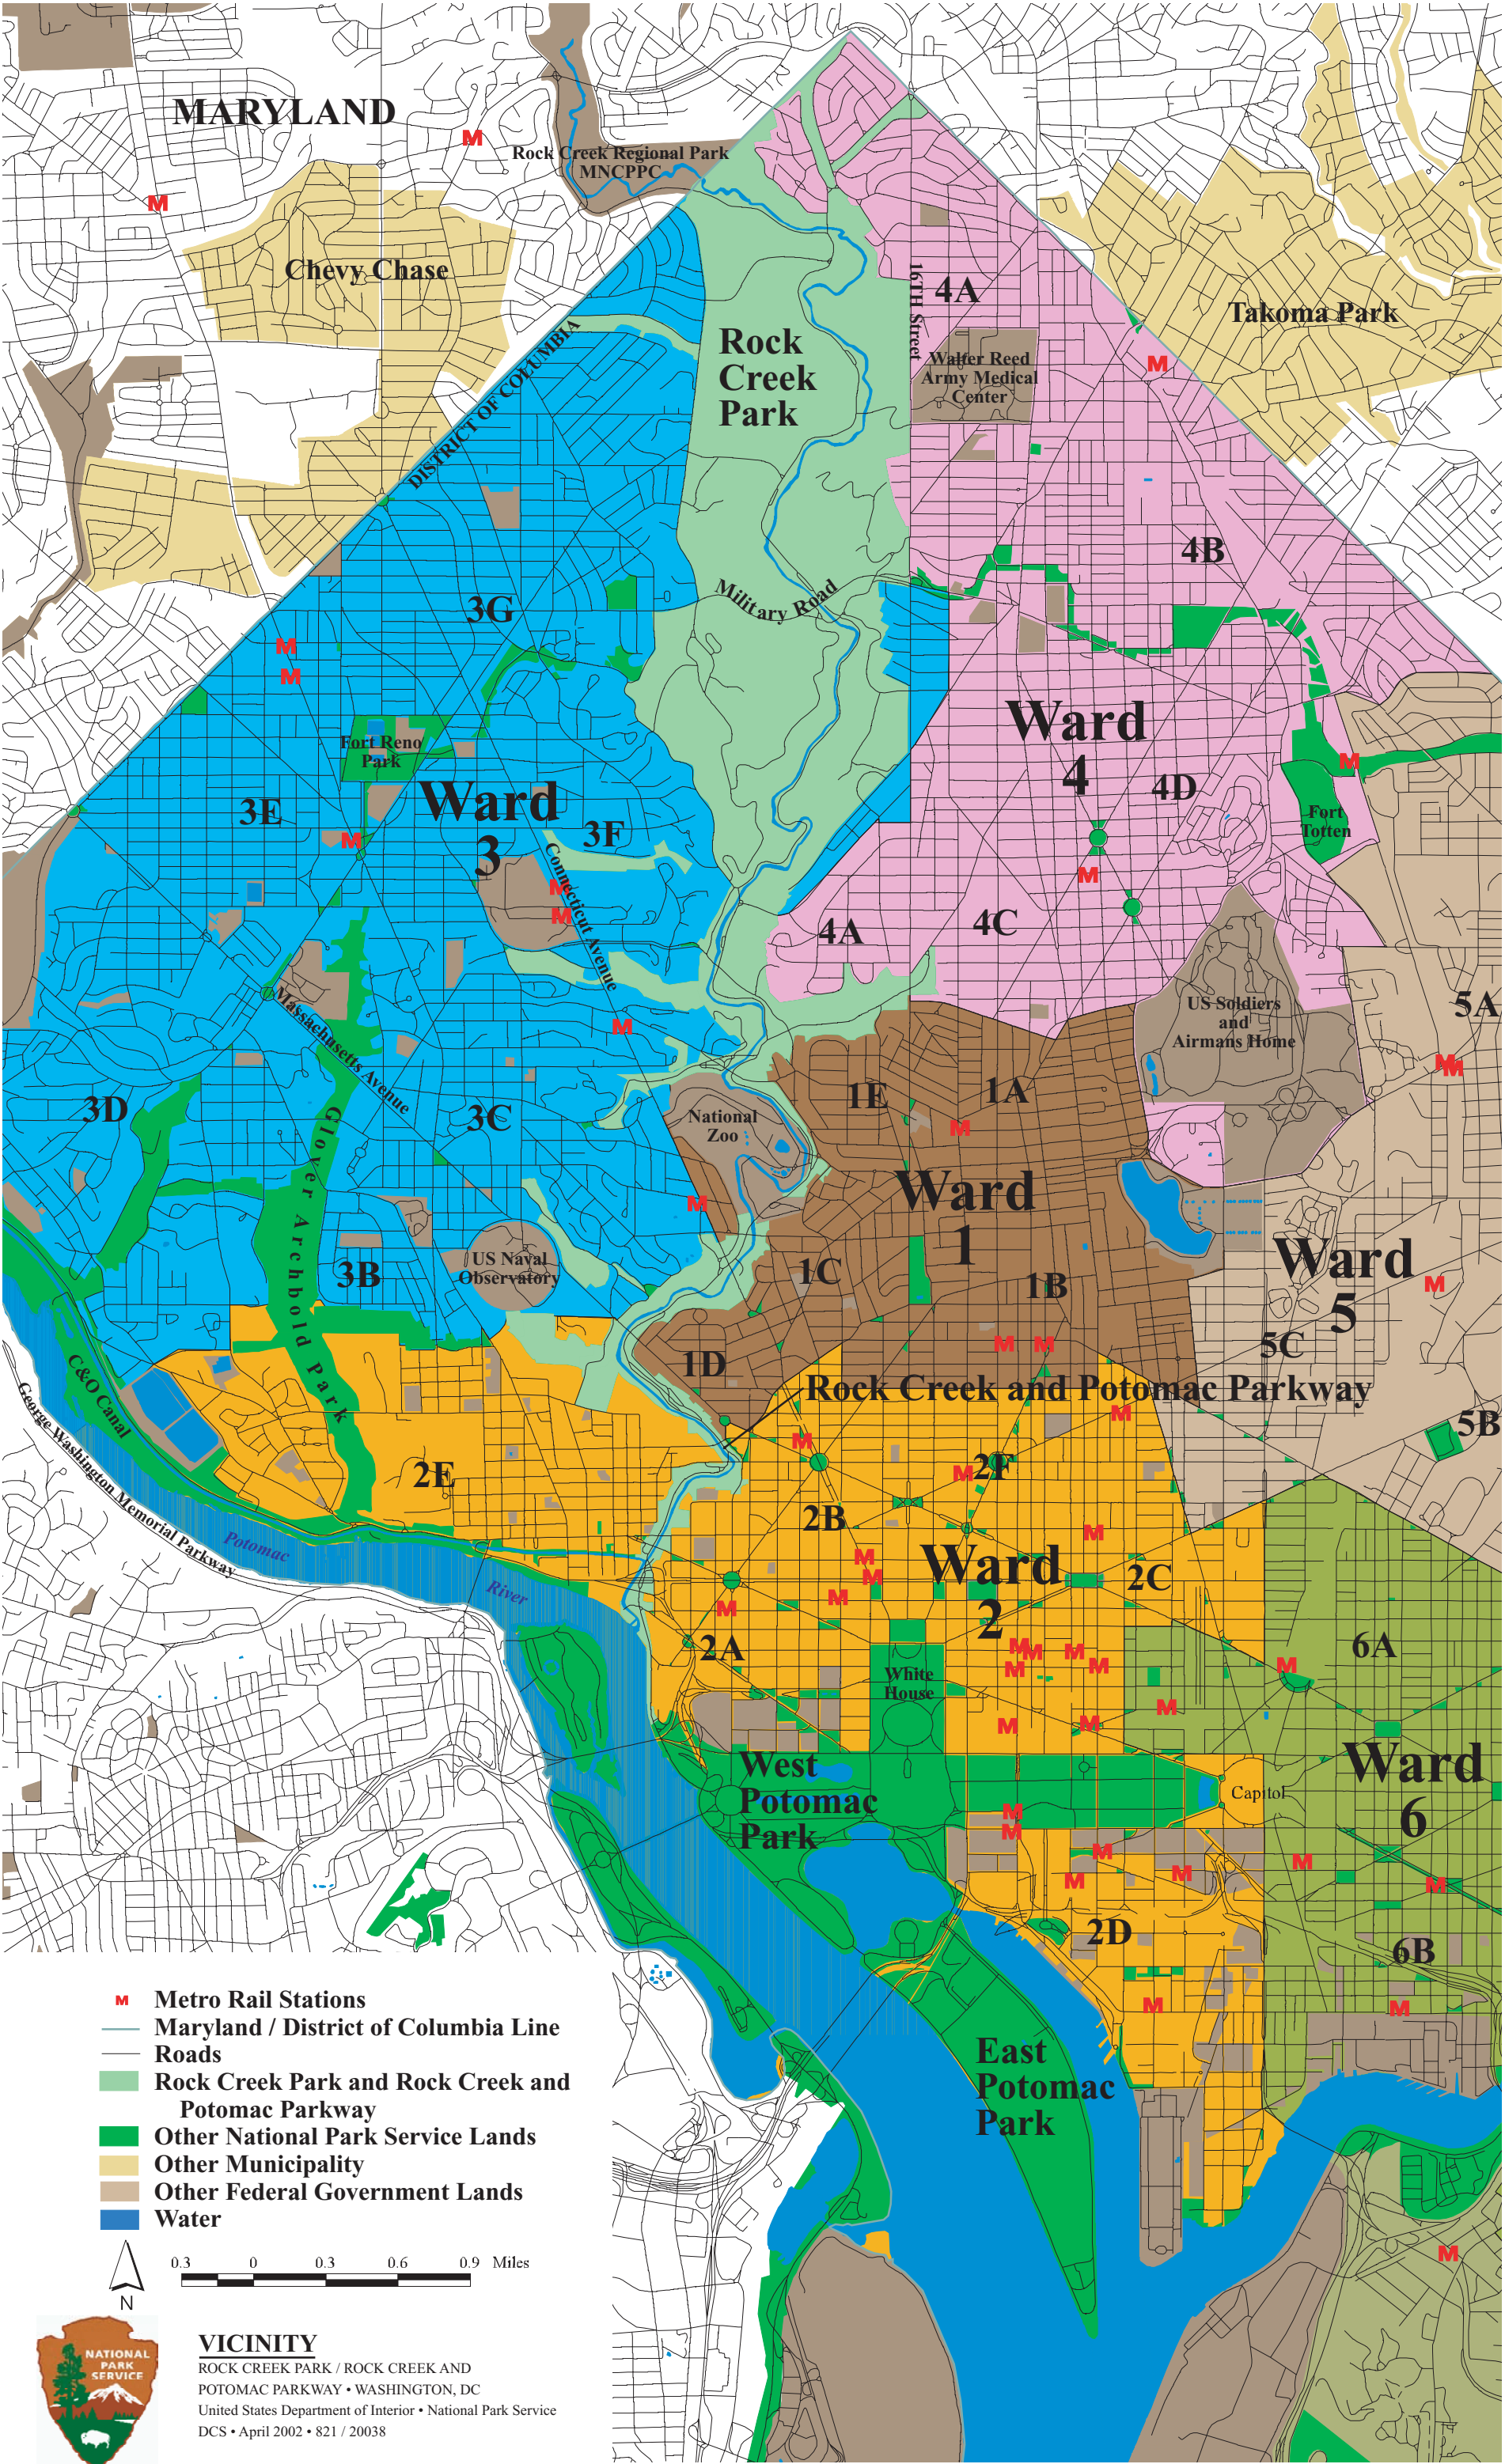 MARYLAND
M
M
Rock Creek Regional Park
MNCPPC
Chevy Chase
DISTRICT OF COLUMBIA
Rock
Creek
Park
16TH Street
4A
Walter Reed
Army Medical
Center
Takoma Park
M
4B
Military Road
3G
M
M
Fort Reno
Park
Ward
3
3E
3F
M
Connecticut Avenue
M
M
Ward
4
4D
M
Fort
Totten
M
4A
4C
US Soldiers
and
Airmans Home
5A
M
M
Massachusetts Avenue
M
3D
3C
National
Zoo
1E
1A
M
Glover Archbold Park
M
Ward
1
3B
US Naval
Observatory
1C
1B
Ward
5
M
5C
M
M
1D
Rock Creek and Potomac Parkway
C&O Canal
George Washington Memorial Parkway
M
M
5B
2E
M
2F
2B
Potomac
River
M
M
M
M
Ward
2
2C
M
2A
M
M
M
M
M
M
6A
White
House
M
M
M
West
Potomac
Park
Capitol
Ward
6
M
M
M
M
M
M
M
2D
6B
M
M
East
Potomac
Park
M
M Metro Rail Stations
Maryland / District of Columbia Line
Roads
Rock Creek Park and Rock Creek and
Potomac Parkway
Other National Park Service Lands
Other Municipality
Other Federal Government Lands
Water
0.3 0 0.3 0.6 0.9 Miles
N
NATIONAL
PARK
SERVICE
VICINITY
ROCK CREEK PARK / ROCK CREEK AND
POTOMAC PARKWAY • WASHINGTON, DC
United States Department of Interior • National Park Service
DCS • April 2002 • 821 / 20038